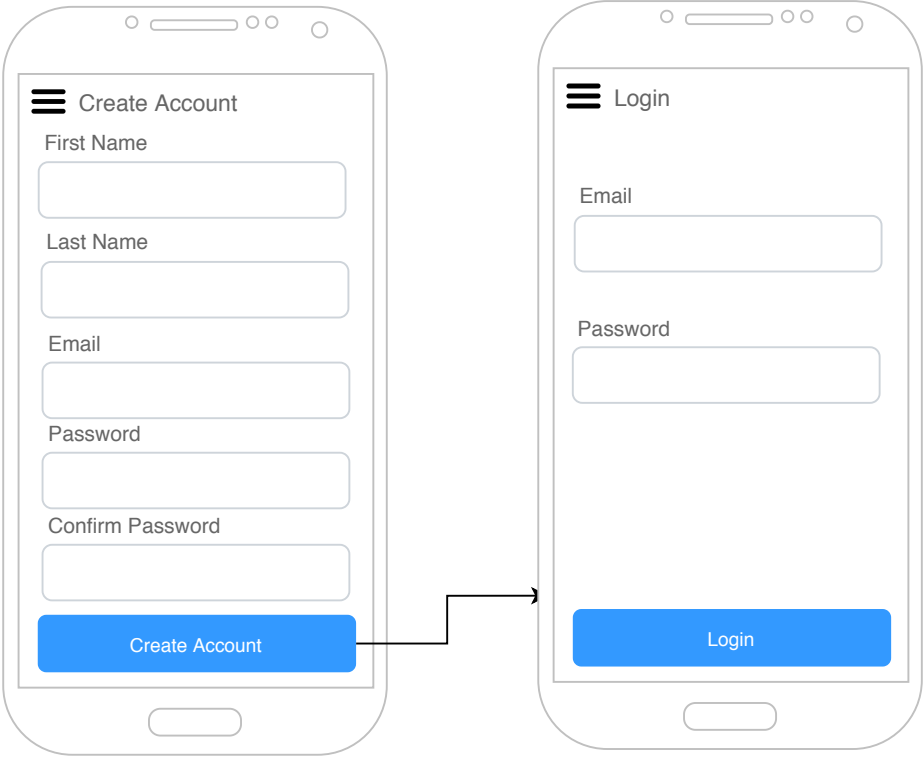 Create Account
First Name
Last Name
Email
Password
Confirm Password
Create Account
Login
Email
Password
Login